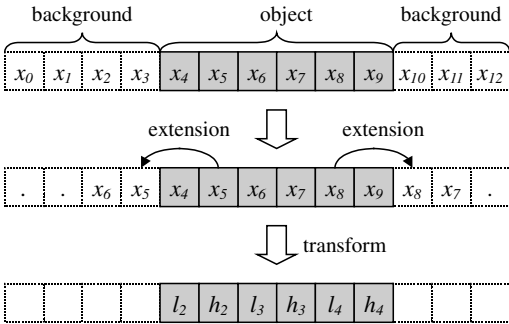 background object background
x₀ x₁ x₂ x₃ x₄ x₅ x₆ x₇ x₈ x₉ x₁₀ x₁₁ x₁₂
extension extension
. . x₆ x₅ x₄ x₅ x₆ x₇ x₈ x₉ x₈ x₇ .
transform
l₂ h₂ l₃ h₃ l₄ h₄